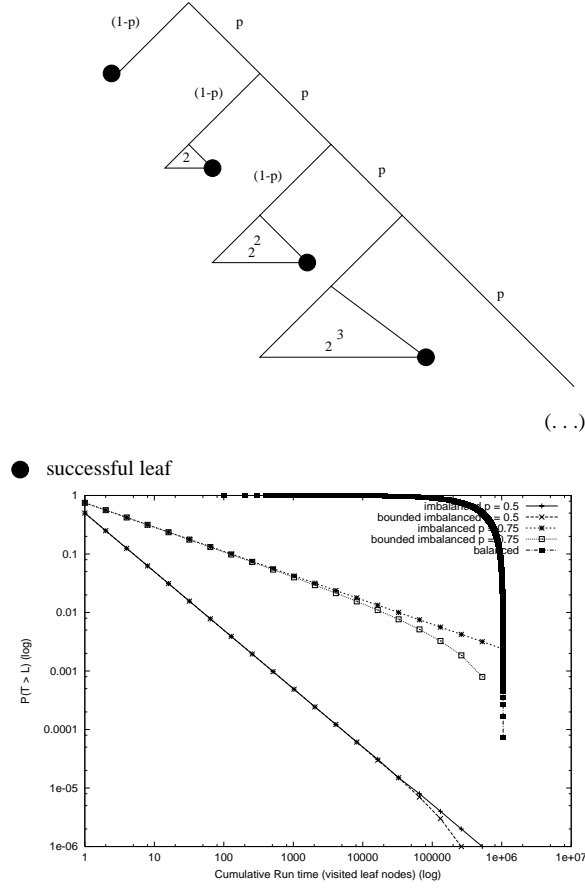 (1-p)
p
(1-p)
p
2
(1-p)
p
2
2
p
2
3
(. . .)
successful leaf
1
0.1
0.01
0.001
0.0001
1e-05
1e-06
P(T > L) (log)
imbalanced p = 0.5
bounded imbalanced p = 0.5
imbalanced p = 0.75
bounded imbalanced p = 0.75
balanced
1
10
100
1000
10000
100000
1e+06
1e+07
Cumulative Run time (visited leaf nodes) (log)